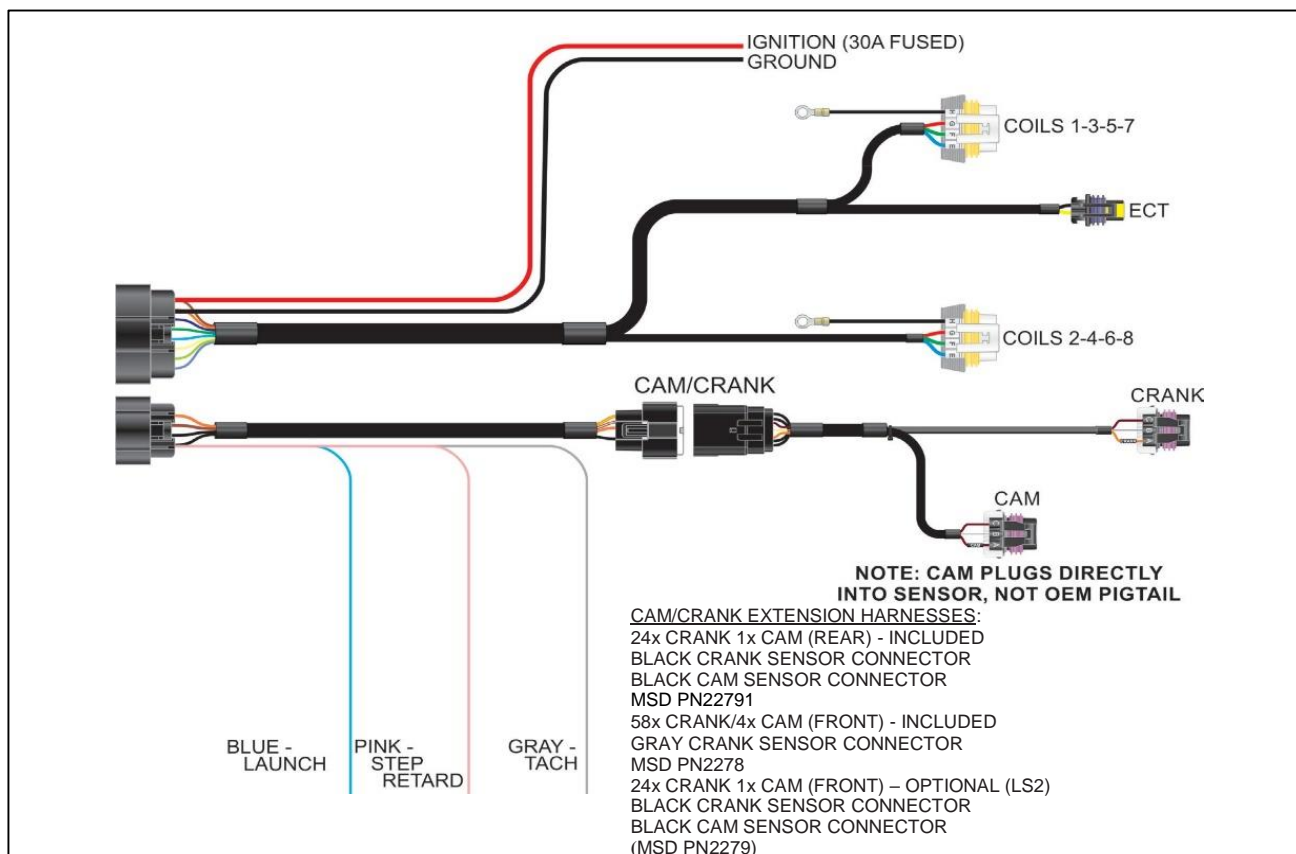 IGNITION (30A FUSED)
GROUND
COILS 1-3-5-7
ECT
COILS 2-4-6-8
CAM/CRANK
CRANK
CAM
NOTE: CAM PLUGS DIRECTLY
INTO SENSOR, NOT OEM PIGTAIL
CAM/CRANK EXTENSION HARNESSES:
24x CRANK 1x CAM (REAR) - INCLUDED
BLACK CRANK SENSOR CONNECTOR
BLACK CAM SENSOR CONNECTOR
MSD PN22791
58x CRANK/4x CAM (FRONT) - INCLUDED
GRAY CRANK SENSOR CONNECTOR
MSD PN2278
24x CRANK 1x CAM (FRONT) – OPTIONAL (LS2)
BLACK CRANK SENSOR CONNECTOR
BLACK CAM SENSOR CONNECTOR
(MSD PN2279)
BLUE -
LAUNCH
PINK -
STEP
RETARD
GRAY -
TACH